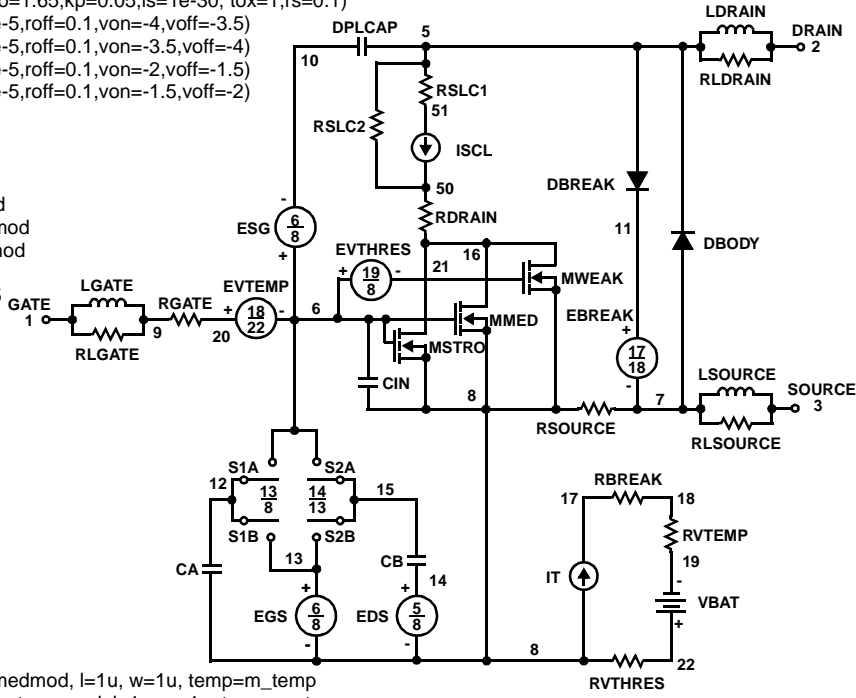 o=1.65,kp=0.05,is=1e-30, tox=1,rs=0.1)
e-5,roff=0.1,von=-4,voff=-3.5)
e-5,roff=0.1,von=-3.5,voff=-4)
e-5,roff=0.1,von=-2,voff=-1.5)
e-5,roff=0.1,von=-1.5,voff=-2)
d
mod
mod
LDRAIN
DPLCAP
5
DRAIN
2
10
RLDRAIN
RSLC1
51
RSLC2
ISCL
50
DBREAK
RDRAIN
11
DBODY
-
ESG
6
8
+
EVTHRES
16
21
+
19
8
-
MWEAK
LGATE
GATE
1
EVTEMP
RGATE
+
18
22
-
6
MMED
EBREAK
+
9
20
RLGATE
MSTRO
17
18
-
LSOURCE
SOURCE
3
CIN
8
7
RSOURCE
RLSOURCE
S1A
S2A
12
13
8
14
13
15
RBREAK
17
18
S1B
S2B
RVTEMP
13
CB
19
CA
14
IT
-
+
+
EGS
6
8
EDS
5
8
VBAT
+
-
-
8
22
RVTHRES
medmod, l=1u, w=1u, temp=m_temp